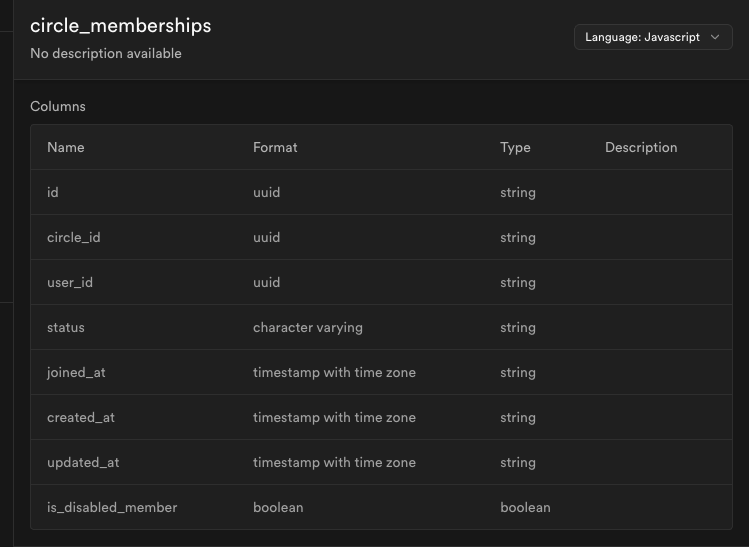 circle_memberships
No description available
Language: Javascript
Columns
Name Format Type Description
id uuid string
circle_id uuid string
user_id uuid string
status character varying string
joined_at timestamp with time zone string
created_at timestamp with time zone string
updated_at timestamp with time zone string
is_disabled_member boolean boolean